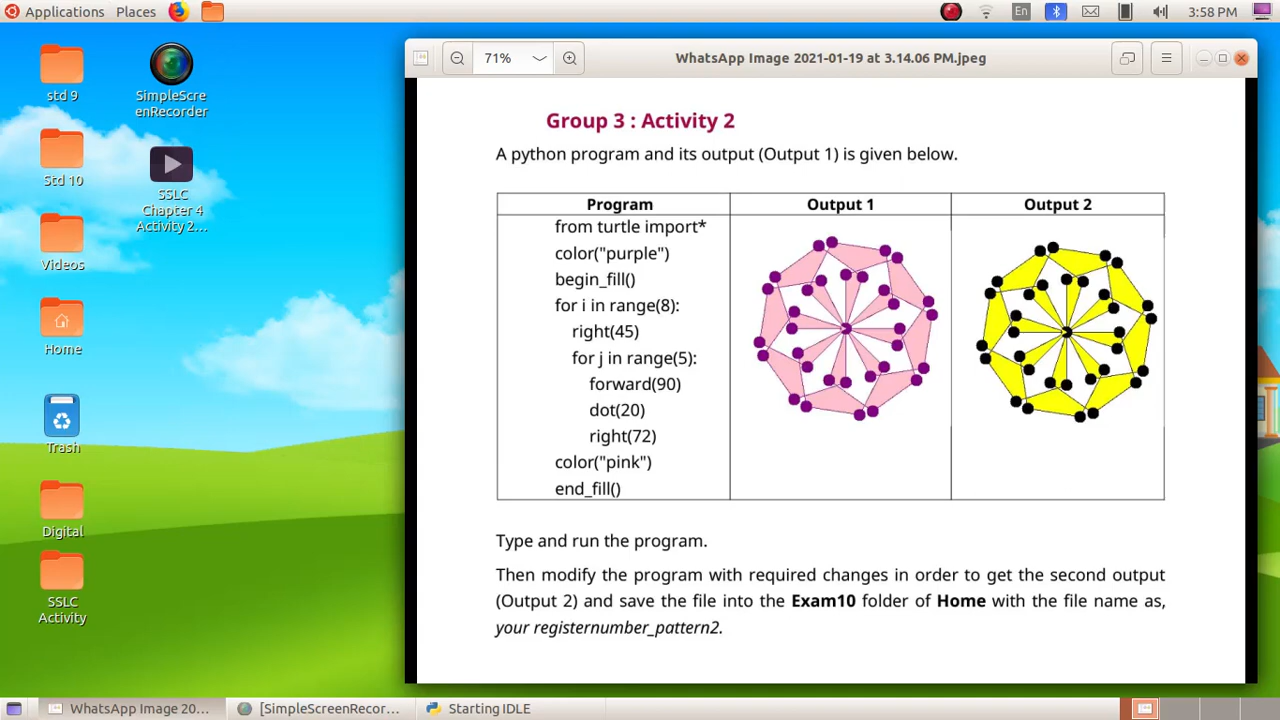 Applications Places En 3:58 PM
std 9
SimpleScre
enRecorder
Std 10
SSLC
Chapter 4
Activity 2...
Videos
Home
Trash
Digital
SSLC
Activity
71% WhatsApp Image 2021-01-19 at 3.14.06 PM.jpeg
Group 3 : Activity 2
A python program and its output (Output 1) is given below.
Program Output 1 Output 2
from turtle import*
color("purple")
begin_fill()
for i in range(8):
right(45)
for j in range(5):
forward(90)
dot(20)
right(72)
color("pink")
end_fill()
Type and run the program.
Then modify the program with required changes in order to get the second output
(Output 2) and save the file into the Exam10 folder of Home with the file name as,
your registernumber_pattern2.
WhatsApp Image 20... [SimpleScreenRecor... Starting IDLE